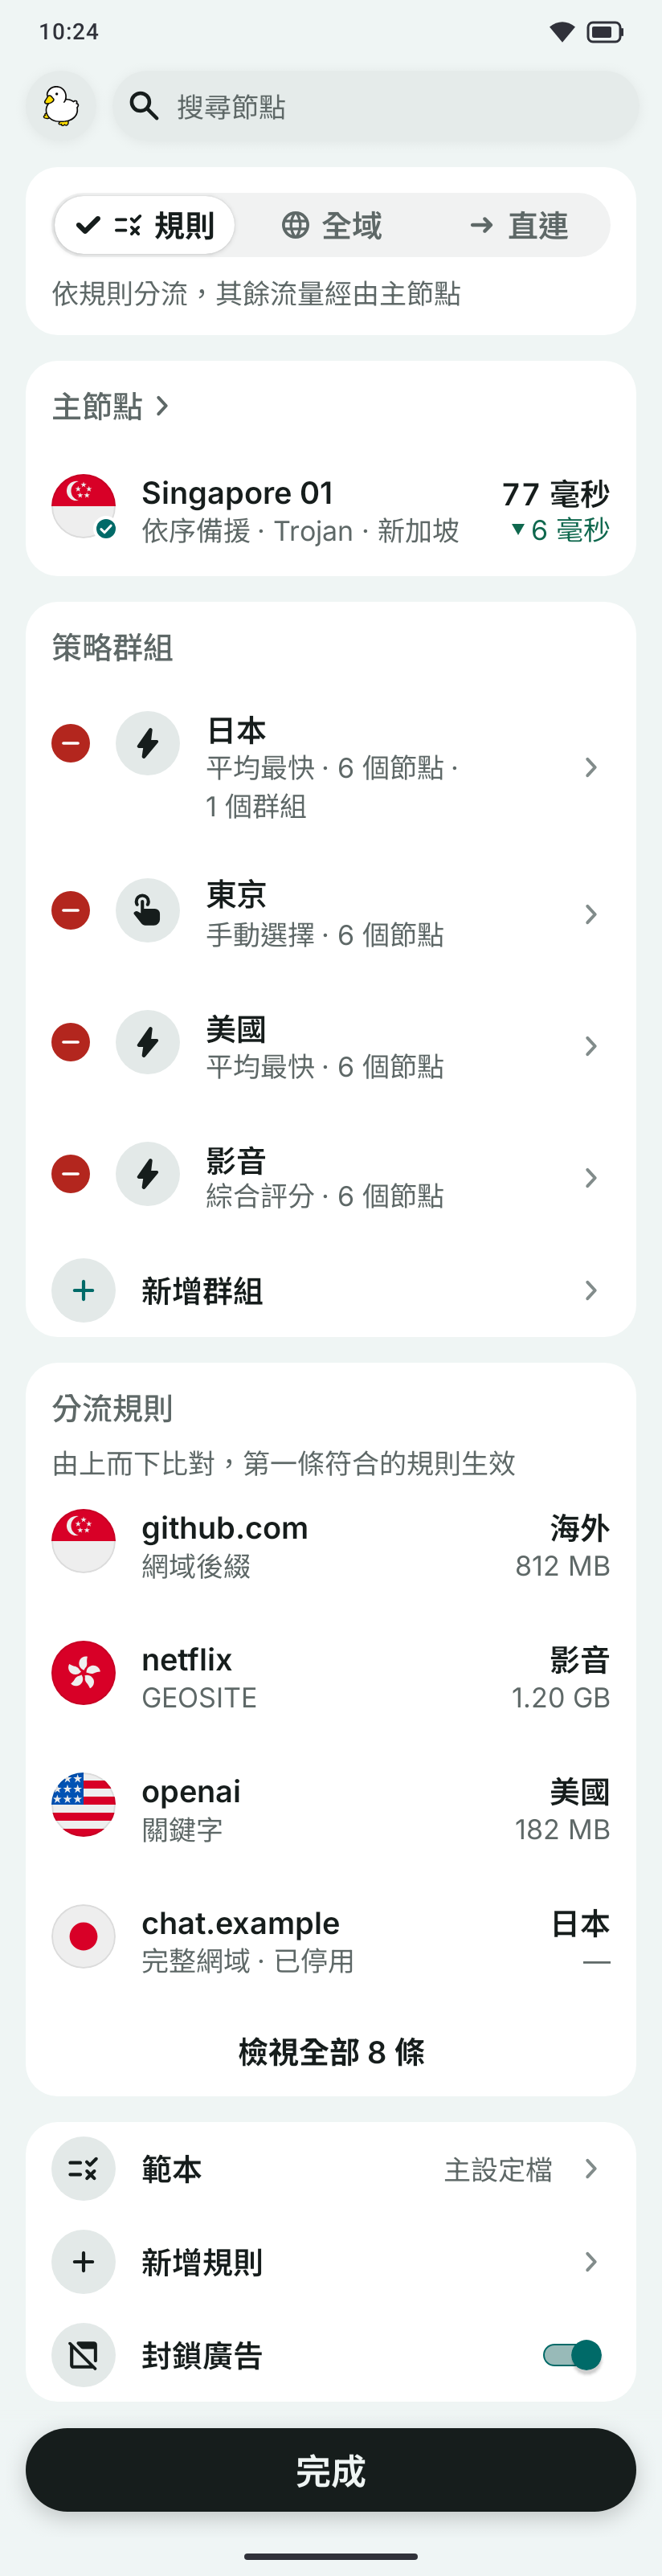 10:24
搜尋節點
規則
全域
直連
依規則分流，其餘流量經由主節點
主節點
Singapore 01
77 毫秒
依序備援 · Trojan · 新加坡
6 毫秒
策略群組
日本
平均最快 · 6 個節點 ·
1 個群組
東京
手動選擇 · 6 個節點
美國
平均最快 · 6 個節點
影音
綜合評分 · 6 個節點
新增群組
分流規則
由上而下比對，第一條符合的規則生效
github.com
海外
網域後綴
812 MB
netflix
影音
GEOSITE
1.20 GB
openai
美國
關鍵字
182 MB
chat.example
日本
完整網域 · 已停用
—
檢視全部 8 條
範本
主設定檔
新增規則
封鎖廣告
完成